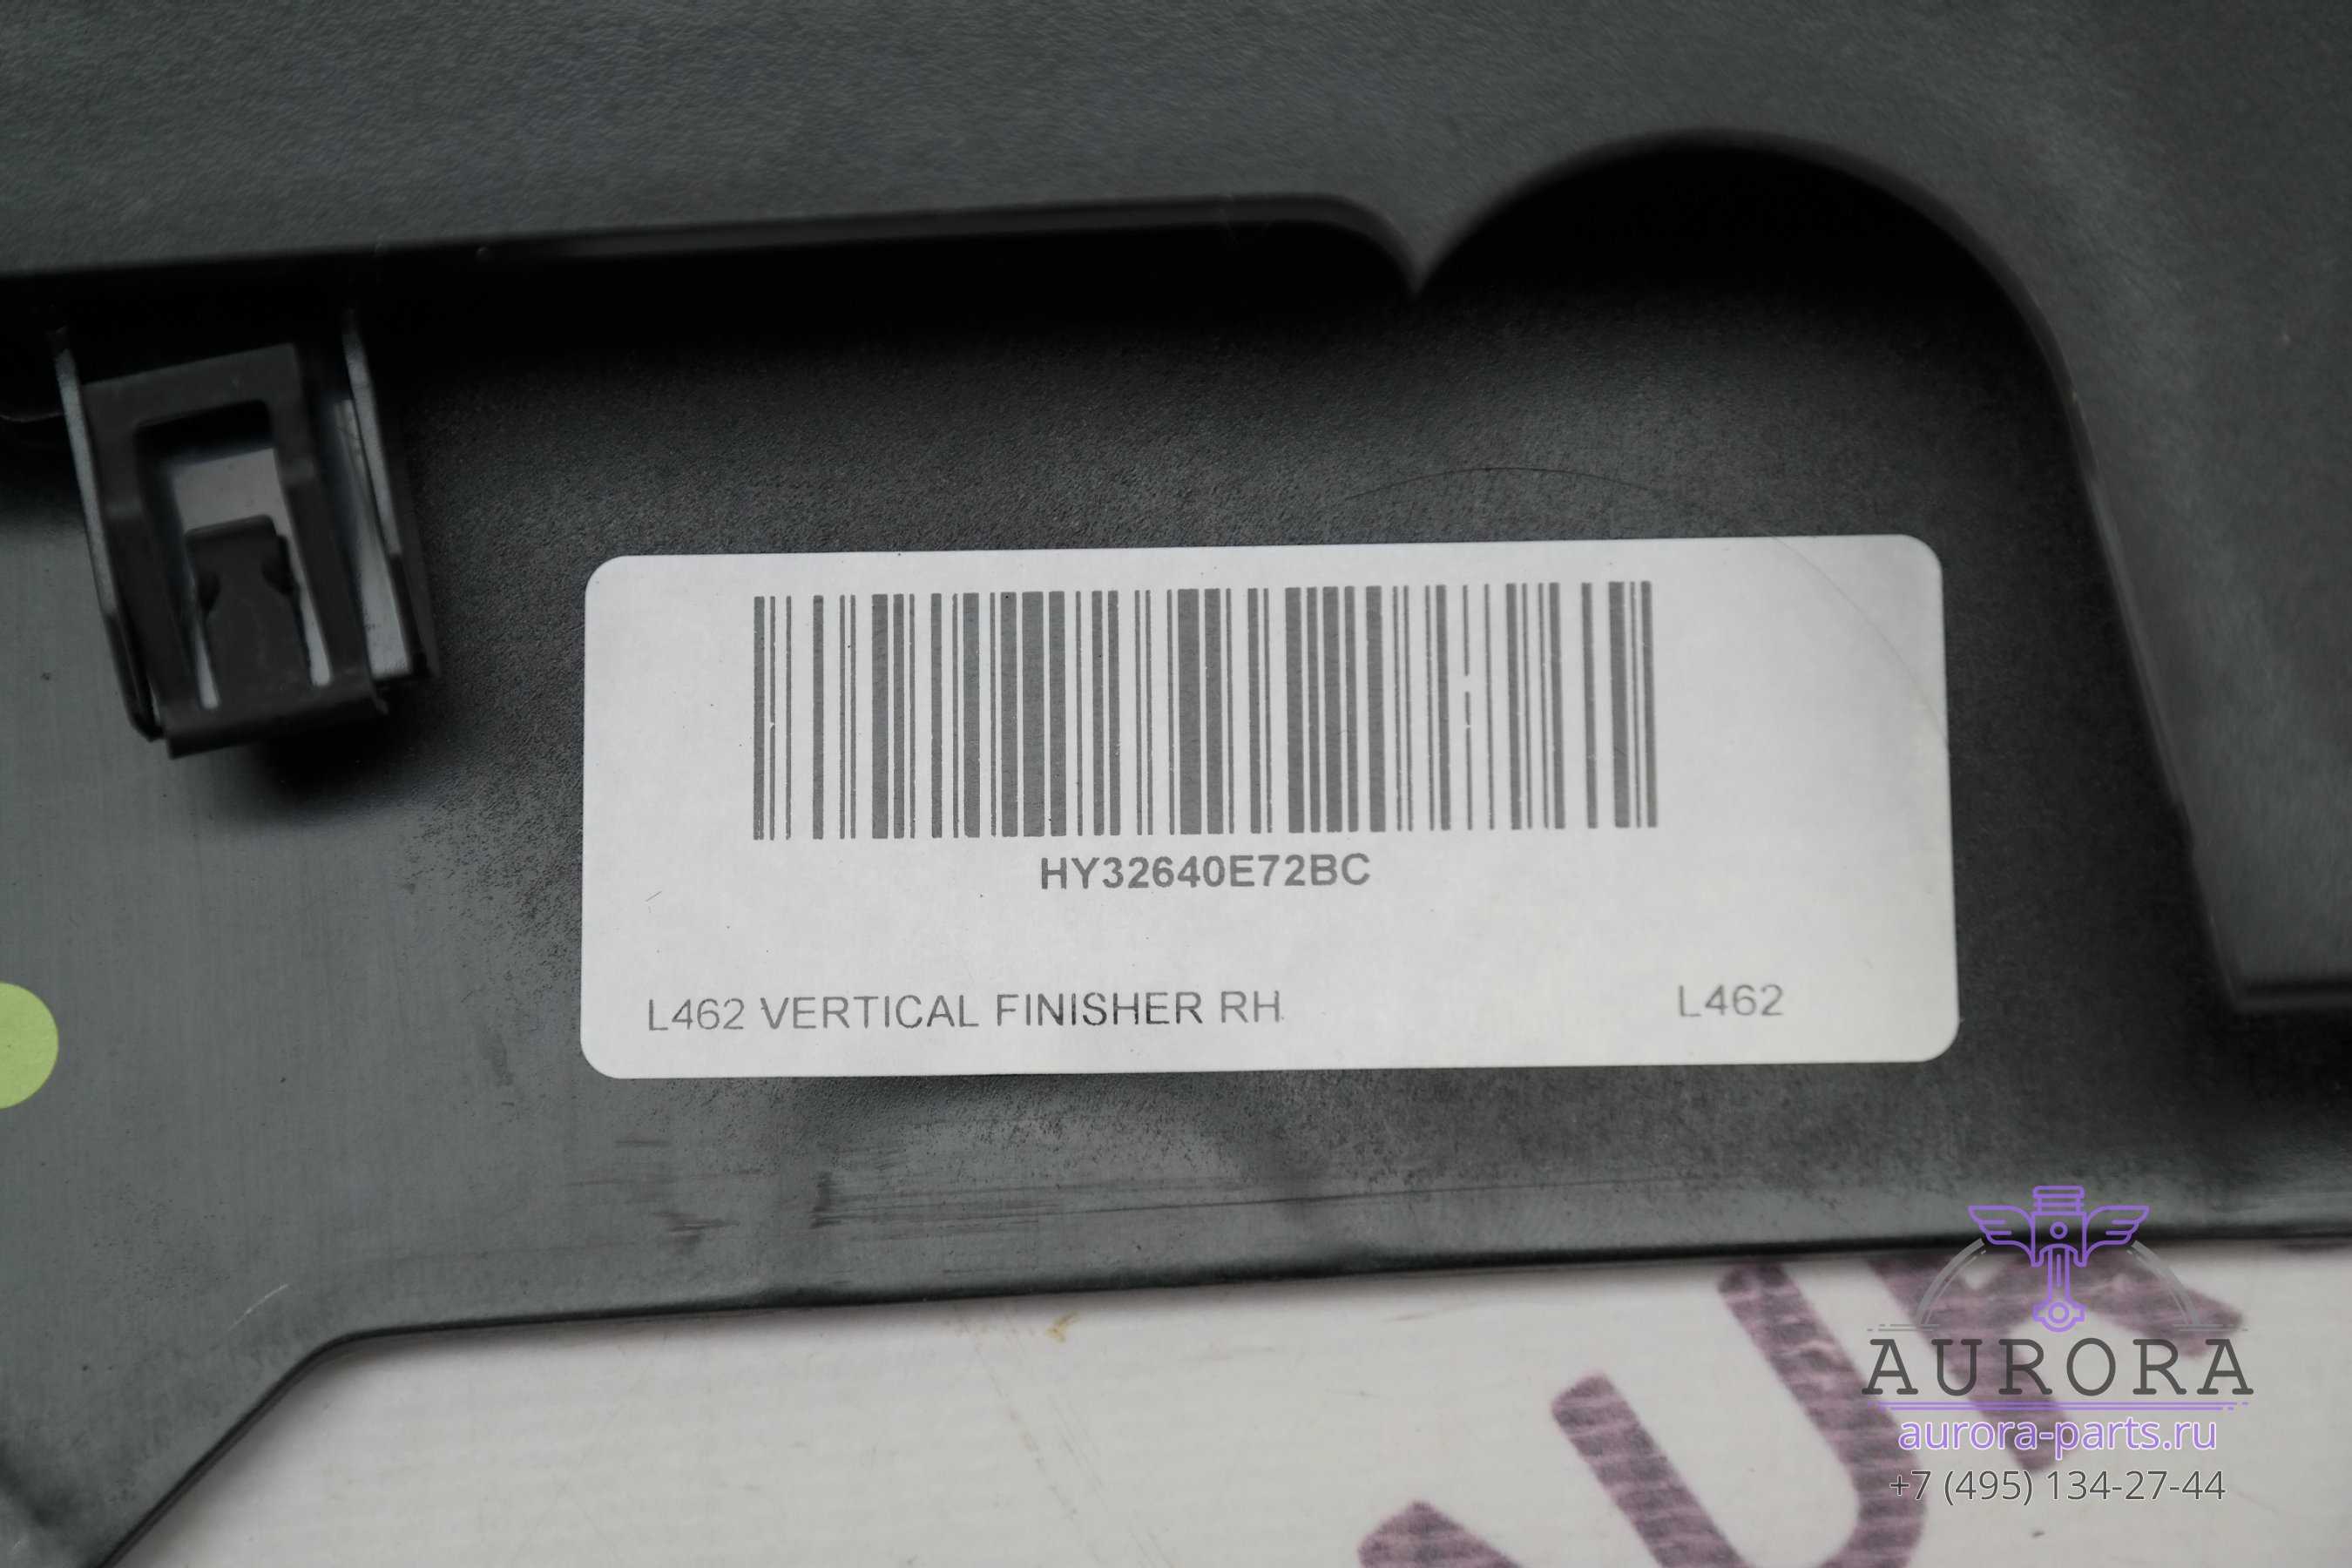 HY32640E72BC
L462 VERTICAL FINISHER RH
L462
AURORA
aurora-parts.ru
+7 (495) 134-27-44